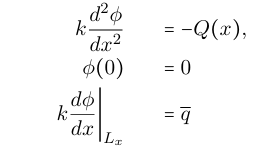 k d²ϕ/dx² = −Q(x),
ϕ(0) = 0
k dϕ/dx |_{L_x} = q̅